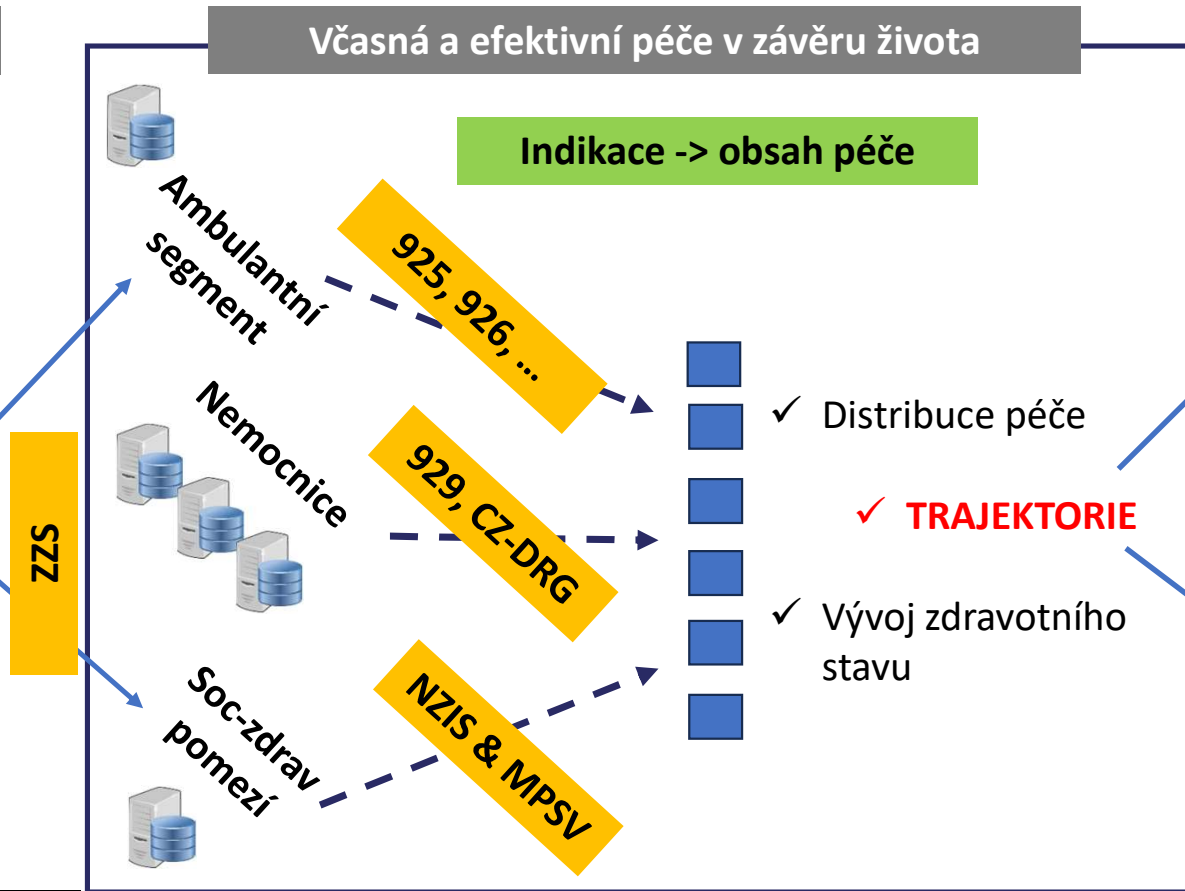 Včasná a efektivní péče v závěru života
Indikace -> obsah péče
Ambulantní
segment
925, 926, ...
Nemocnice
929, CZ-DRG
ZZS
Soc-zdrav
pomezí
NZIS & MPSV
✓ Distribuce péče
✓ TRAJEKTORIE
✓ Vývoj zdravotního
stavu